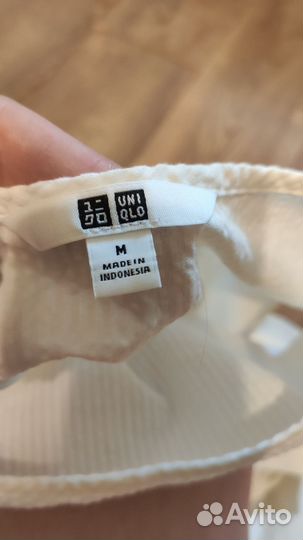 ユニ UNI
クロ QLO
M
MADE IN
INDONESIA
Avito